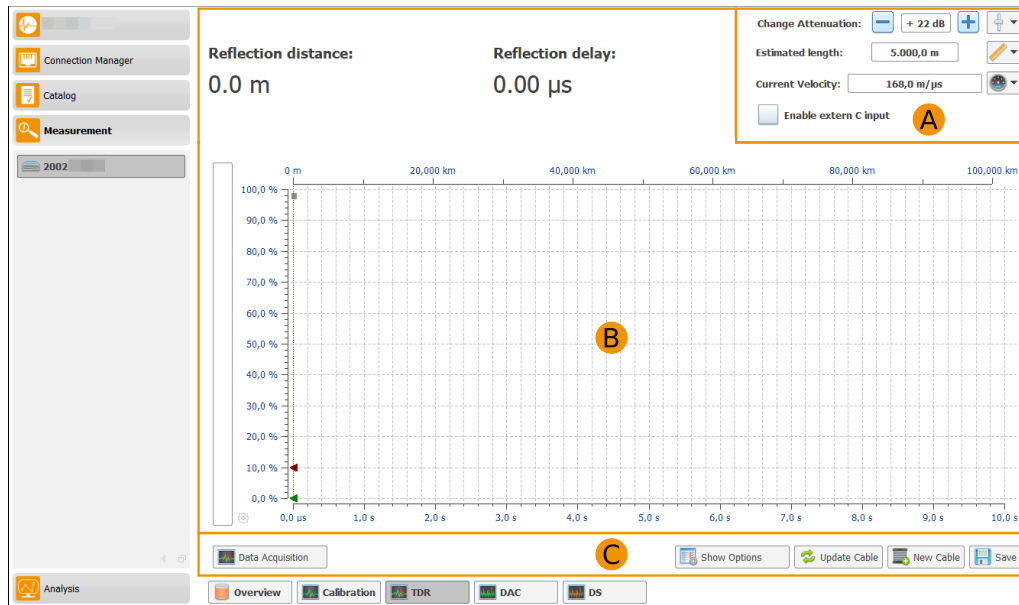 Connection Manager
Catalog
Measurement
2002
Analysis
Reflection distance:
0.0 m
Reflection delay:
0.00 µs
Change Attenuation: + 22 dB
Estimated length: 5.000,0 m
Current Velocity: 168,0 m/µs
Enable extern C input
A
0 m 20,000 km 40,000 km 60,000 km 80,000 km 100,000 km
100,0 %
90,0 %
80,0 %
70,0 %
60,0 %
50,0 %
40,0 %
30,0 %
20,0 %
10,0 %
0,0 %
B
0,0 µs 1,0 s 2,0 s 3,0 s 4,0 s 5,0 s 6,0 s 7,0 s 8,0 s 9,0 s 10,0 s
Data Acquisition
C
Show Options
Update Cable
New Cable
Save
Overview
Calibration
TDR
DAC
DS